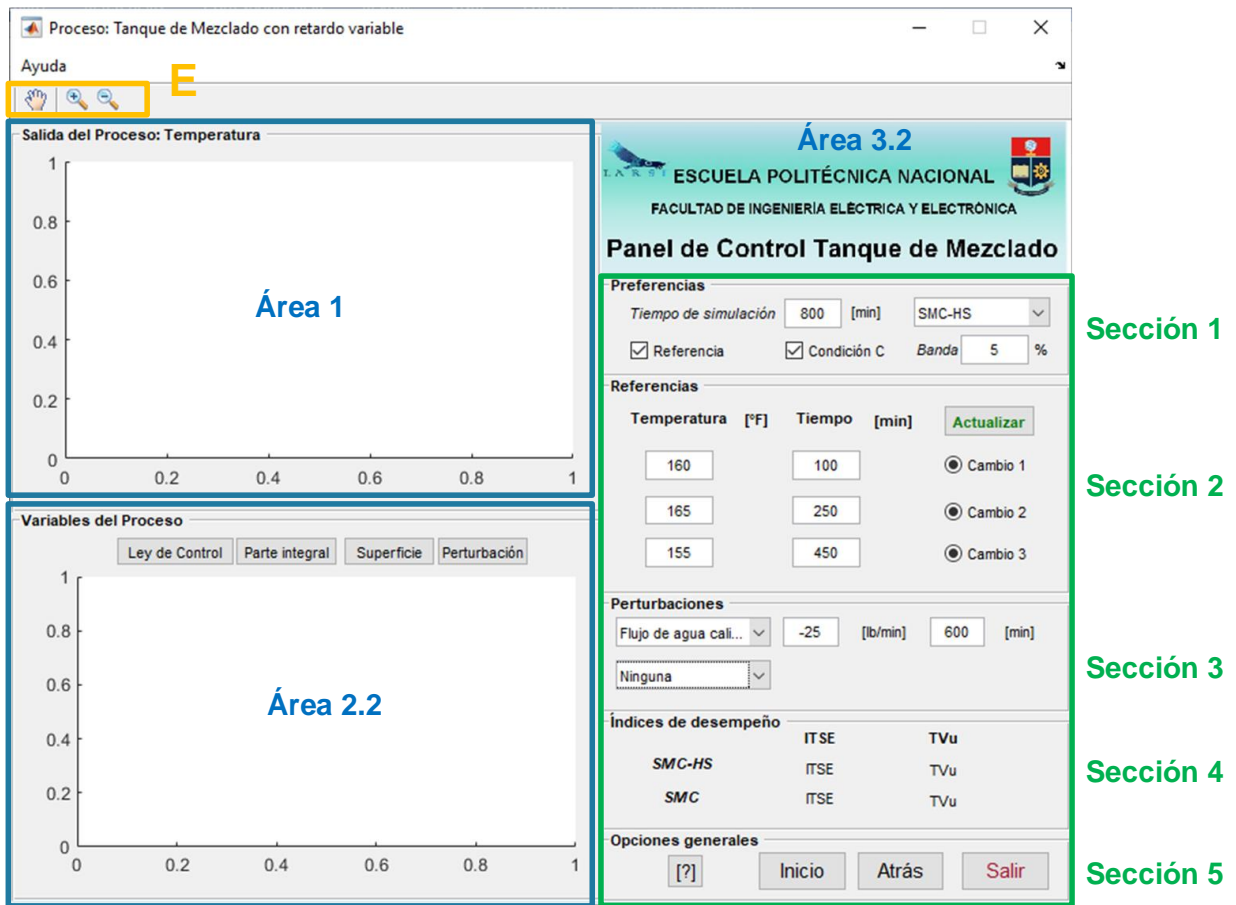 Proceso: Tanque de Mezclado con retardo variable
Ayuda
E
Salida del Proceso: Temperatura
1
0.8
0.6
0.4
0.2
0
0 0.2 0.4 0.6 0.8 1
Área 1
Variables del Proceso
Ley de Control Parte integral Superficie Perturbación
1
0.8
0.6
0.4
0.2
0
0 0.2 0.4 0.6 0.8 1
Área 2.2
Área 3.2
ESCUELA POLITÉCNICA NACIONAL
FACULTAD DE INGENIERÍA ELÉCTRICA Y ELECTRÓNICA
Panel de Control Tanque de Mezclado
Preferencias
Tiempo de simulación 800 [min] SMC-HS
Referencia Condición C Banda 5 %
Sección 1
Referencias
Temperatura [ºF] Tiempo [min] Actualizar
160 100 Cambio 1
165 250 Cambio 2
155 450 Cambio 3
Sección 2
Perturbaciones
Flujo de agua cali... -25 [lb/min] 600 [min]
Ninguna
Sección 3
Índices de desempeño
ITSE TVu
SMC-HS ITSE TVu
SMC ITSE TVu
Sección 4
Opciones generales
[?] Inicio Atrás Salir
Sección 5